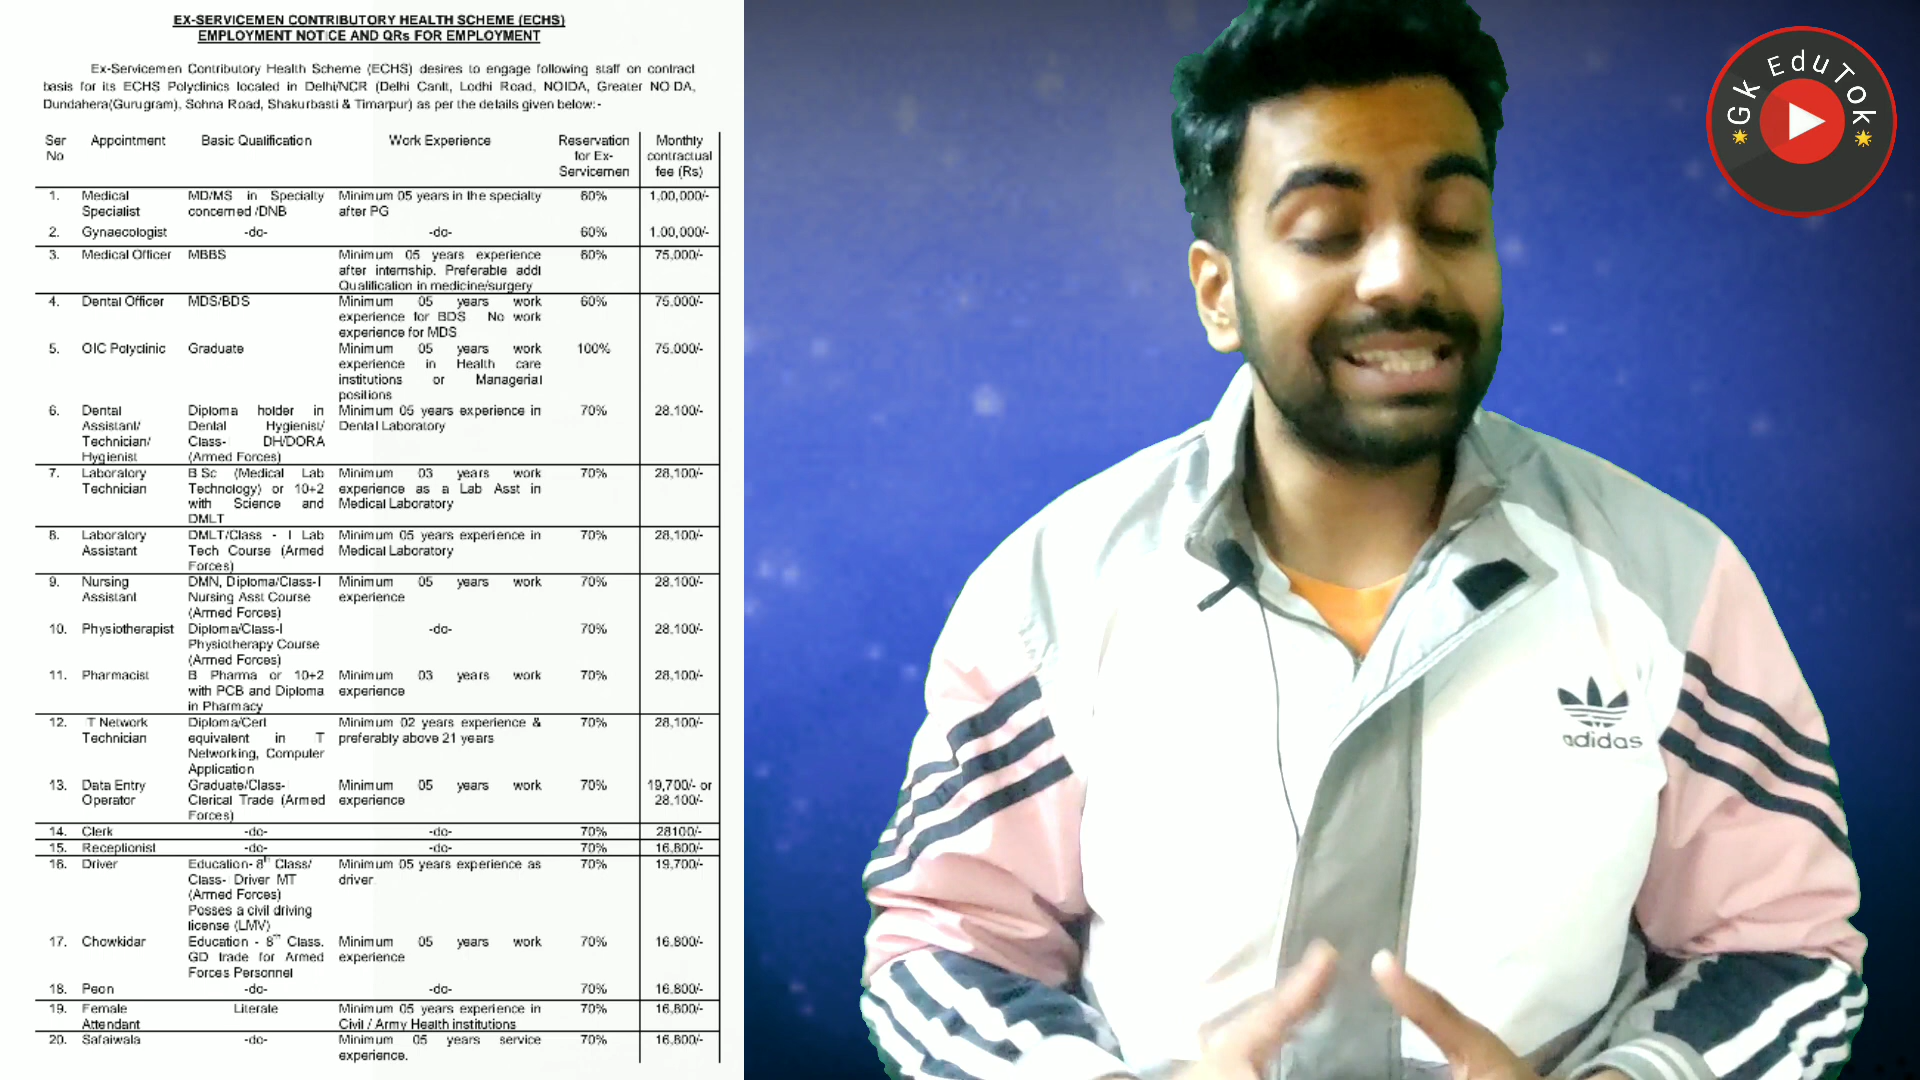 EX-SERVICEMEN CONTRIBUTORY HEALTH SCHEME (ECHS)
EMPLOYMENT NOTICE AND QRs FOR EMPLOYMENT
Ex-Servicemen Contributory Health Scheme (ECHS) desires to engage following staff on contract
basis for its ECHS Polyclinics located in Delhi/NCR (Delhi Cantt, Lodhi Road, NOIDA, Greater NO DA,
Dundahera(Gurugram), Sohna Road, Shakurbasti & Timarpur) as per the details given below:-
Ser No Appointment Basic Qualification Work Experience Reservation for Ex-Servicemen Monthly contractual fee (Rs)
1. Medical Specialist MD/MS in Specialty concerned /DNB Minimum 05 years in the specialty after PG 60% 1,00,000/-
2. Gynaecologist -do- -do- 60% 1,00,000/-
3. Medical Officer MBBS Minimum 05 years experience after internship. Preferable addl Qualification in medicine/surgery 60% 75,000/-
4. Dental Officer MDS/BDS Minimum 05 years work experience for BDS No work experience for MDS 60% 75,000/-
5. OIC Polyclinic Graduate Minimum 05 years work experience in Health care institutions or Managerial positions 100% 75,000/-
6. Dental Assistant/ Technician/ Hygienist Diploma holder in Dental Hygienist/ Class- DH/DORA (Armed Forces) Minimum 05 years experience in Dental Laboratory 70% 28,100/-
7. Laboratory Technician B Sc (Medical Lab Technology) or 10+2 with Science and DMLT Minimum 03 years work experience as a Lab Asst in Medical Laboratory 70% 28,100/-
8. Laboratory Assistant DMLT/Class - I Lab Tech Course (Armed Forces) Minimum 05 years experience in Medical Laboratory 70% 28,100/-
9. Nursing Assistant DMN, Diploma/Class-I Nursing Asst Course (Armed Forces) Minimum 05 years work experience 70% 28,100/-
10. Physiotherapist Diploma/Class-I Physiotherapy Course (Armed Forces) -do- 70% 28,100/-
11. Pharmacist B Pharma or 10+2 with PCB and Diploma in Pharmacy Minimum 03 years work experience 70% 28,100/-
12. T Network Technician Diploma/Cert equivalent in T Networking, Computer Application Minimum 02 years experience & preferably above 21 years 70% 28,100/-
13. Data Entry Operator Graduate/Class- Clerical Trade (Armed Forces) Minimum 05 years work experience 70% 19,700/- or 28,100/-
14. Clerk -do- -do- 70% 28100/-
15. Receptionist -do- -do- 70% 16,800/-
16. Driver Education- 8th Class/ Class- Driver MT (Armed Forces) Posses a civil driving license (LMV) Minimum 05 years experience as driver 70% 19,700/-
17. Chowkidar Education - 8th Class. GD trade for Armed Forces Personnel Minimum 05 years work experience 70% 16,800/-
18. Peon -do- -do- 70% 16,800/-
19. Female Attendant Literate Minimum 05 years experience in Civil / Army Health institutions 70% 16,800/-
20. Safaiwala -do- Minimum 05 years service experience. 70% 16,800/-
Gk EduTok
adidas